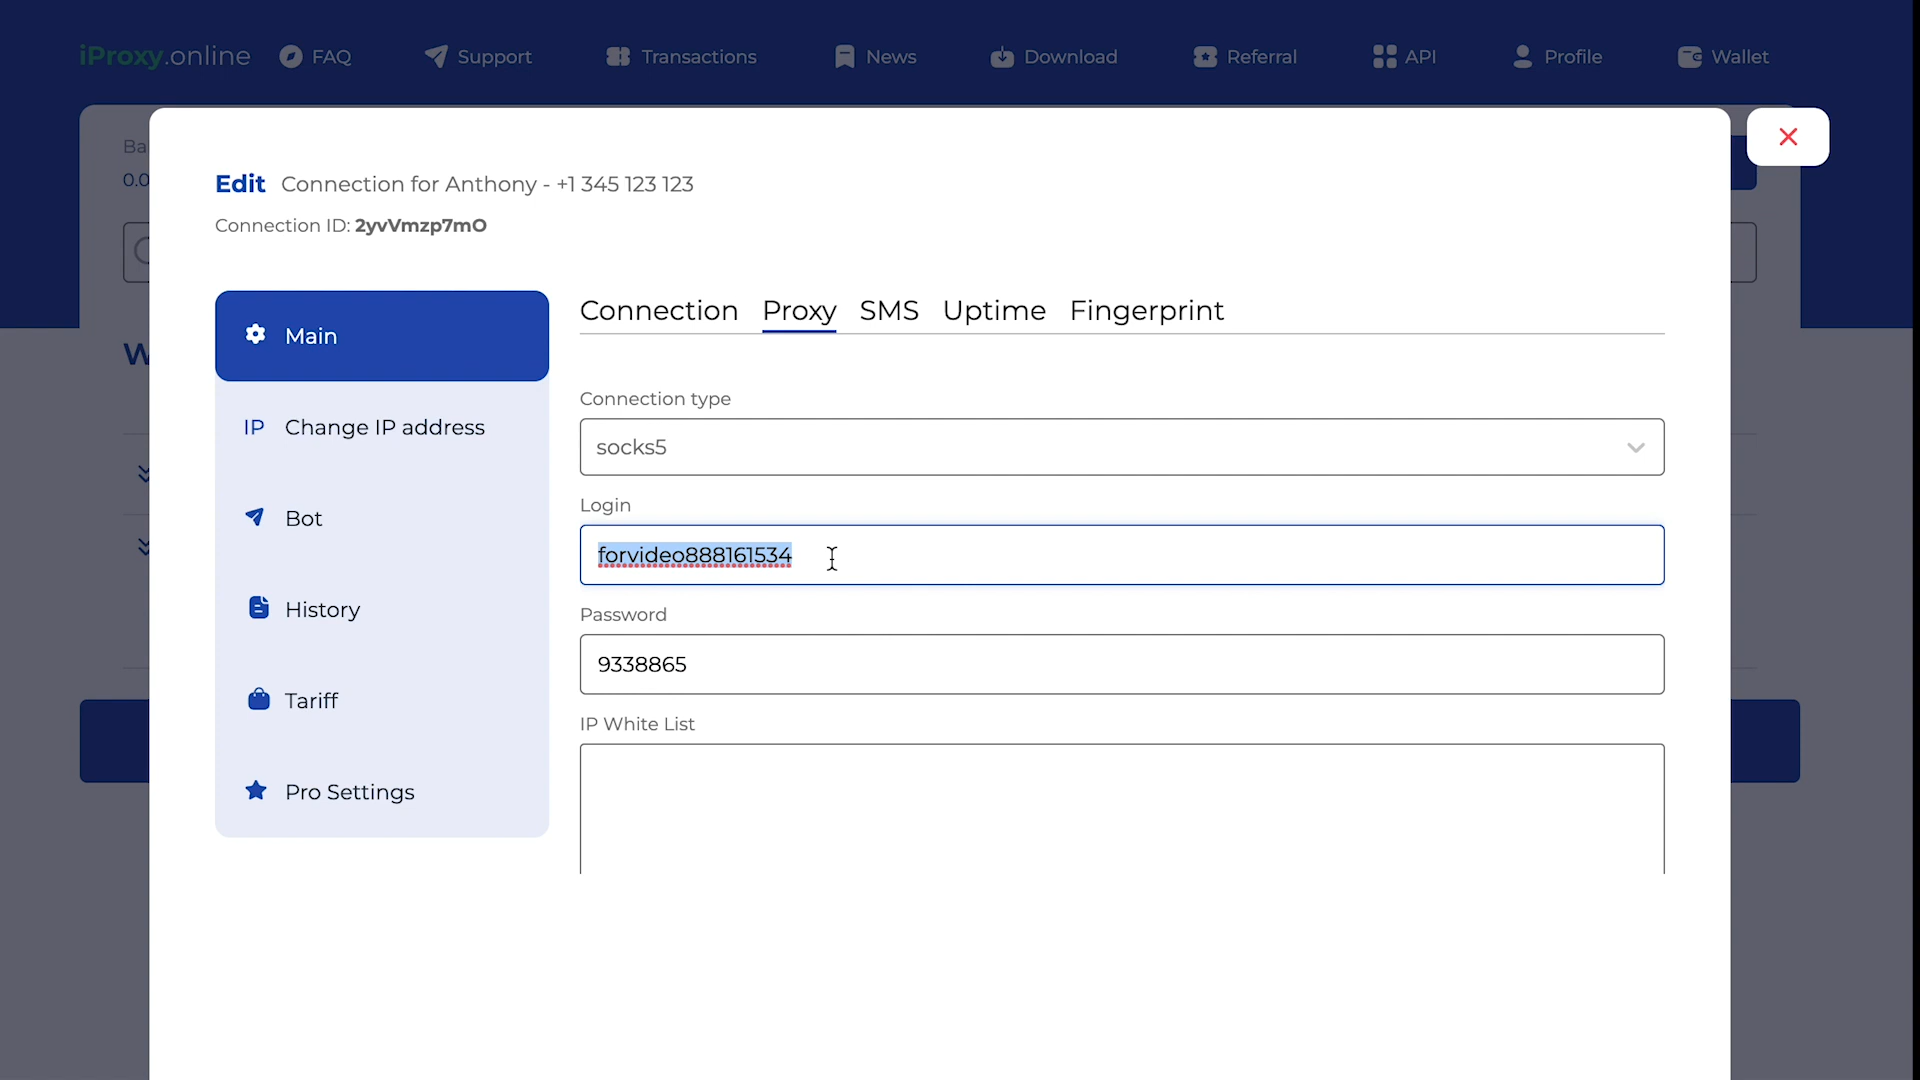 iProxy.online FAQ Support Transactions News Download Referral API Profile Wallet
Edit Connection for Anthony - +1 345 123 123
Connection ID: 2yvVmzp7mO
Connection Proxy SMS Uptime Fingerprint
Main
IP Change IP address
Bot
History
Tariff
Pro Settings
Connection type
socks5
Login
forvideo888161534
Password
9338865
IP White List